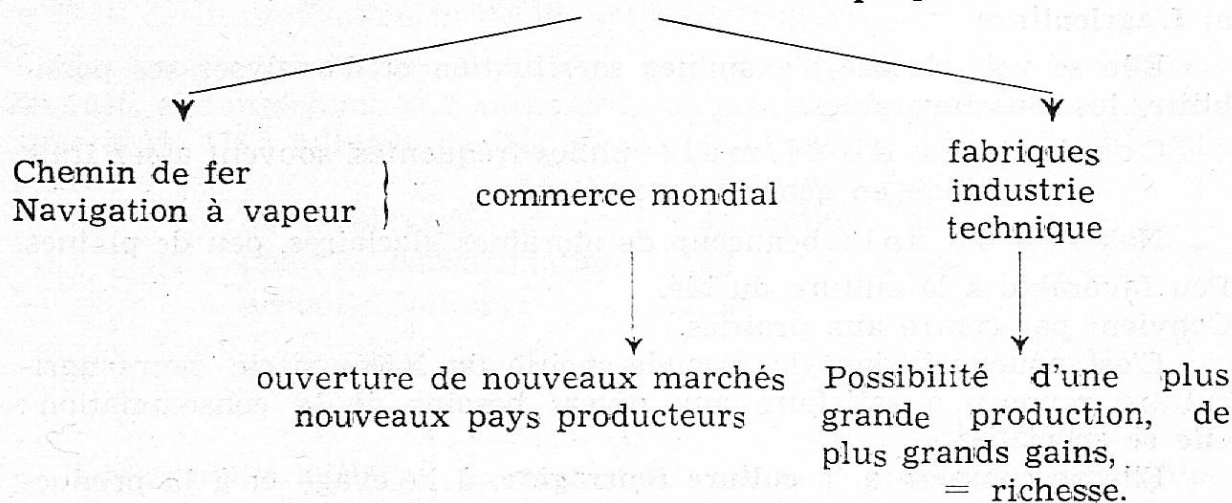 Chemin de fer
Navigation à vapeur
commerce mondial
fabriques
industrie
technique
ouverture de nouveaux marchés
nouveaux pays producteurs
Possibilité d'une plus
grande production, de
plus grands gains,
= richesse.